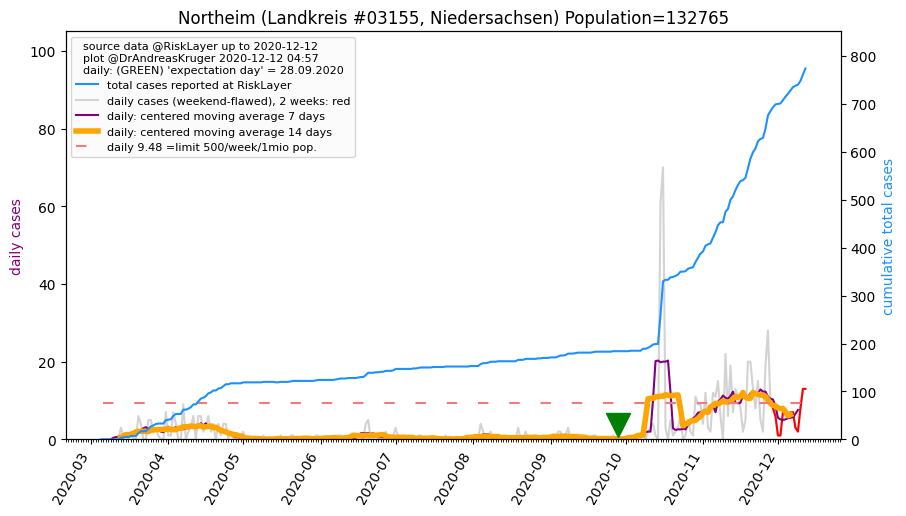 Northeim (Landkreis #03155, Niedersachsen) Population=132765
source data @RiskLayer up to 2020-12-12
plot @DrAndreasKruger 2020-12-12 04:57
daily: (GREEN) 'expectation day' = 28.09.2020
total cases reported at RiskLayer
daily cases (weekend-flawed), 2 weeks: red
daily: centered moving average 7 days
daily: centered moving average 14 days
daily 9.48 =limit 500/week/1mio pop.
daily cases
100
80
60
40
20
0
cumulative total cases
800
700
600
500
400
300
200
100
0
2020-03
2020-04
2020-05
2020-06
2020-07
2020-08
2020-09
2020-10
2020-11
2020-12